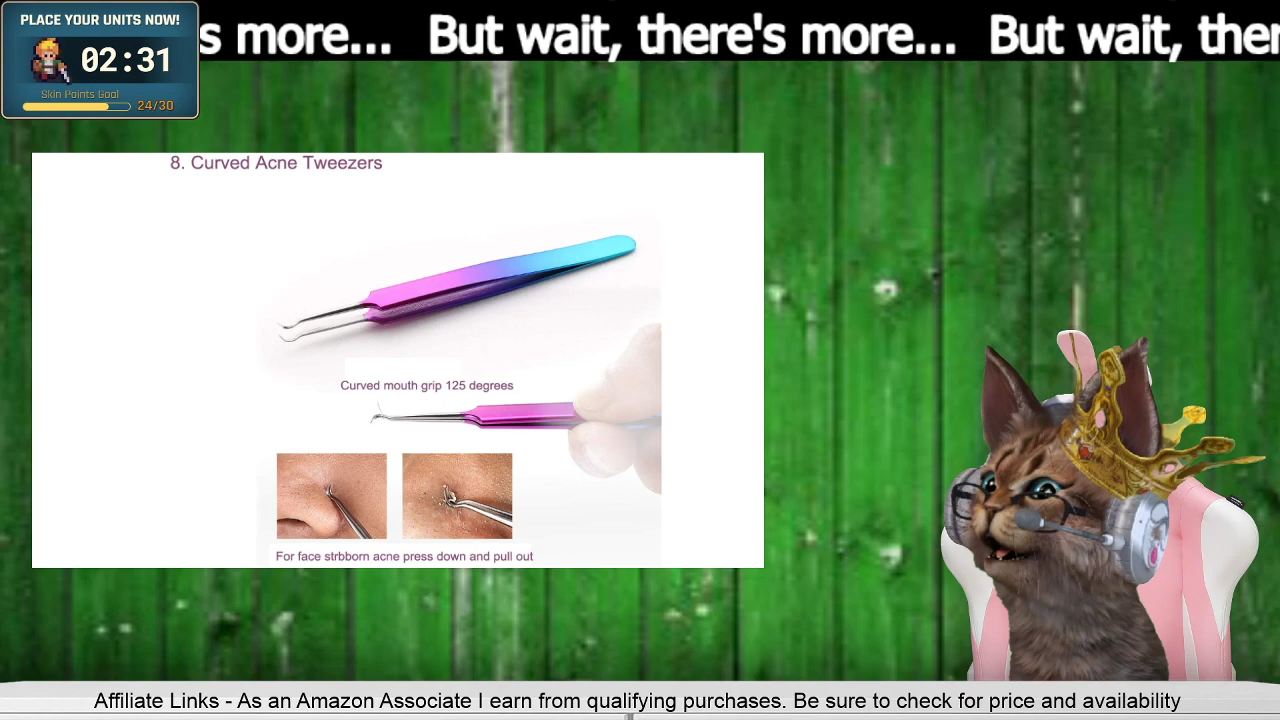 PLACE YOUR UNITS NOW!
02:31
Skin Points Goal
24/30
s more... But wait, there's more... But wait, ther
8. Curved Acne Tweezers
Curved mouth grip 125 degrees
For face strbborn acne press down and pull out
Affiliate Links - As an Amazon Associate I earn from qualifying purchases. Be sure to check for price and availability